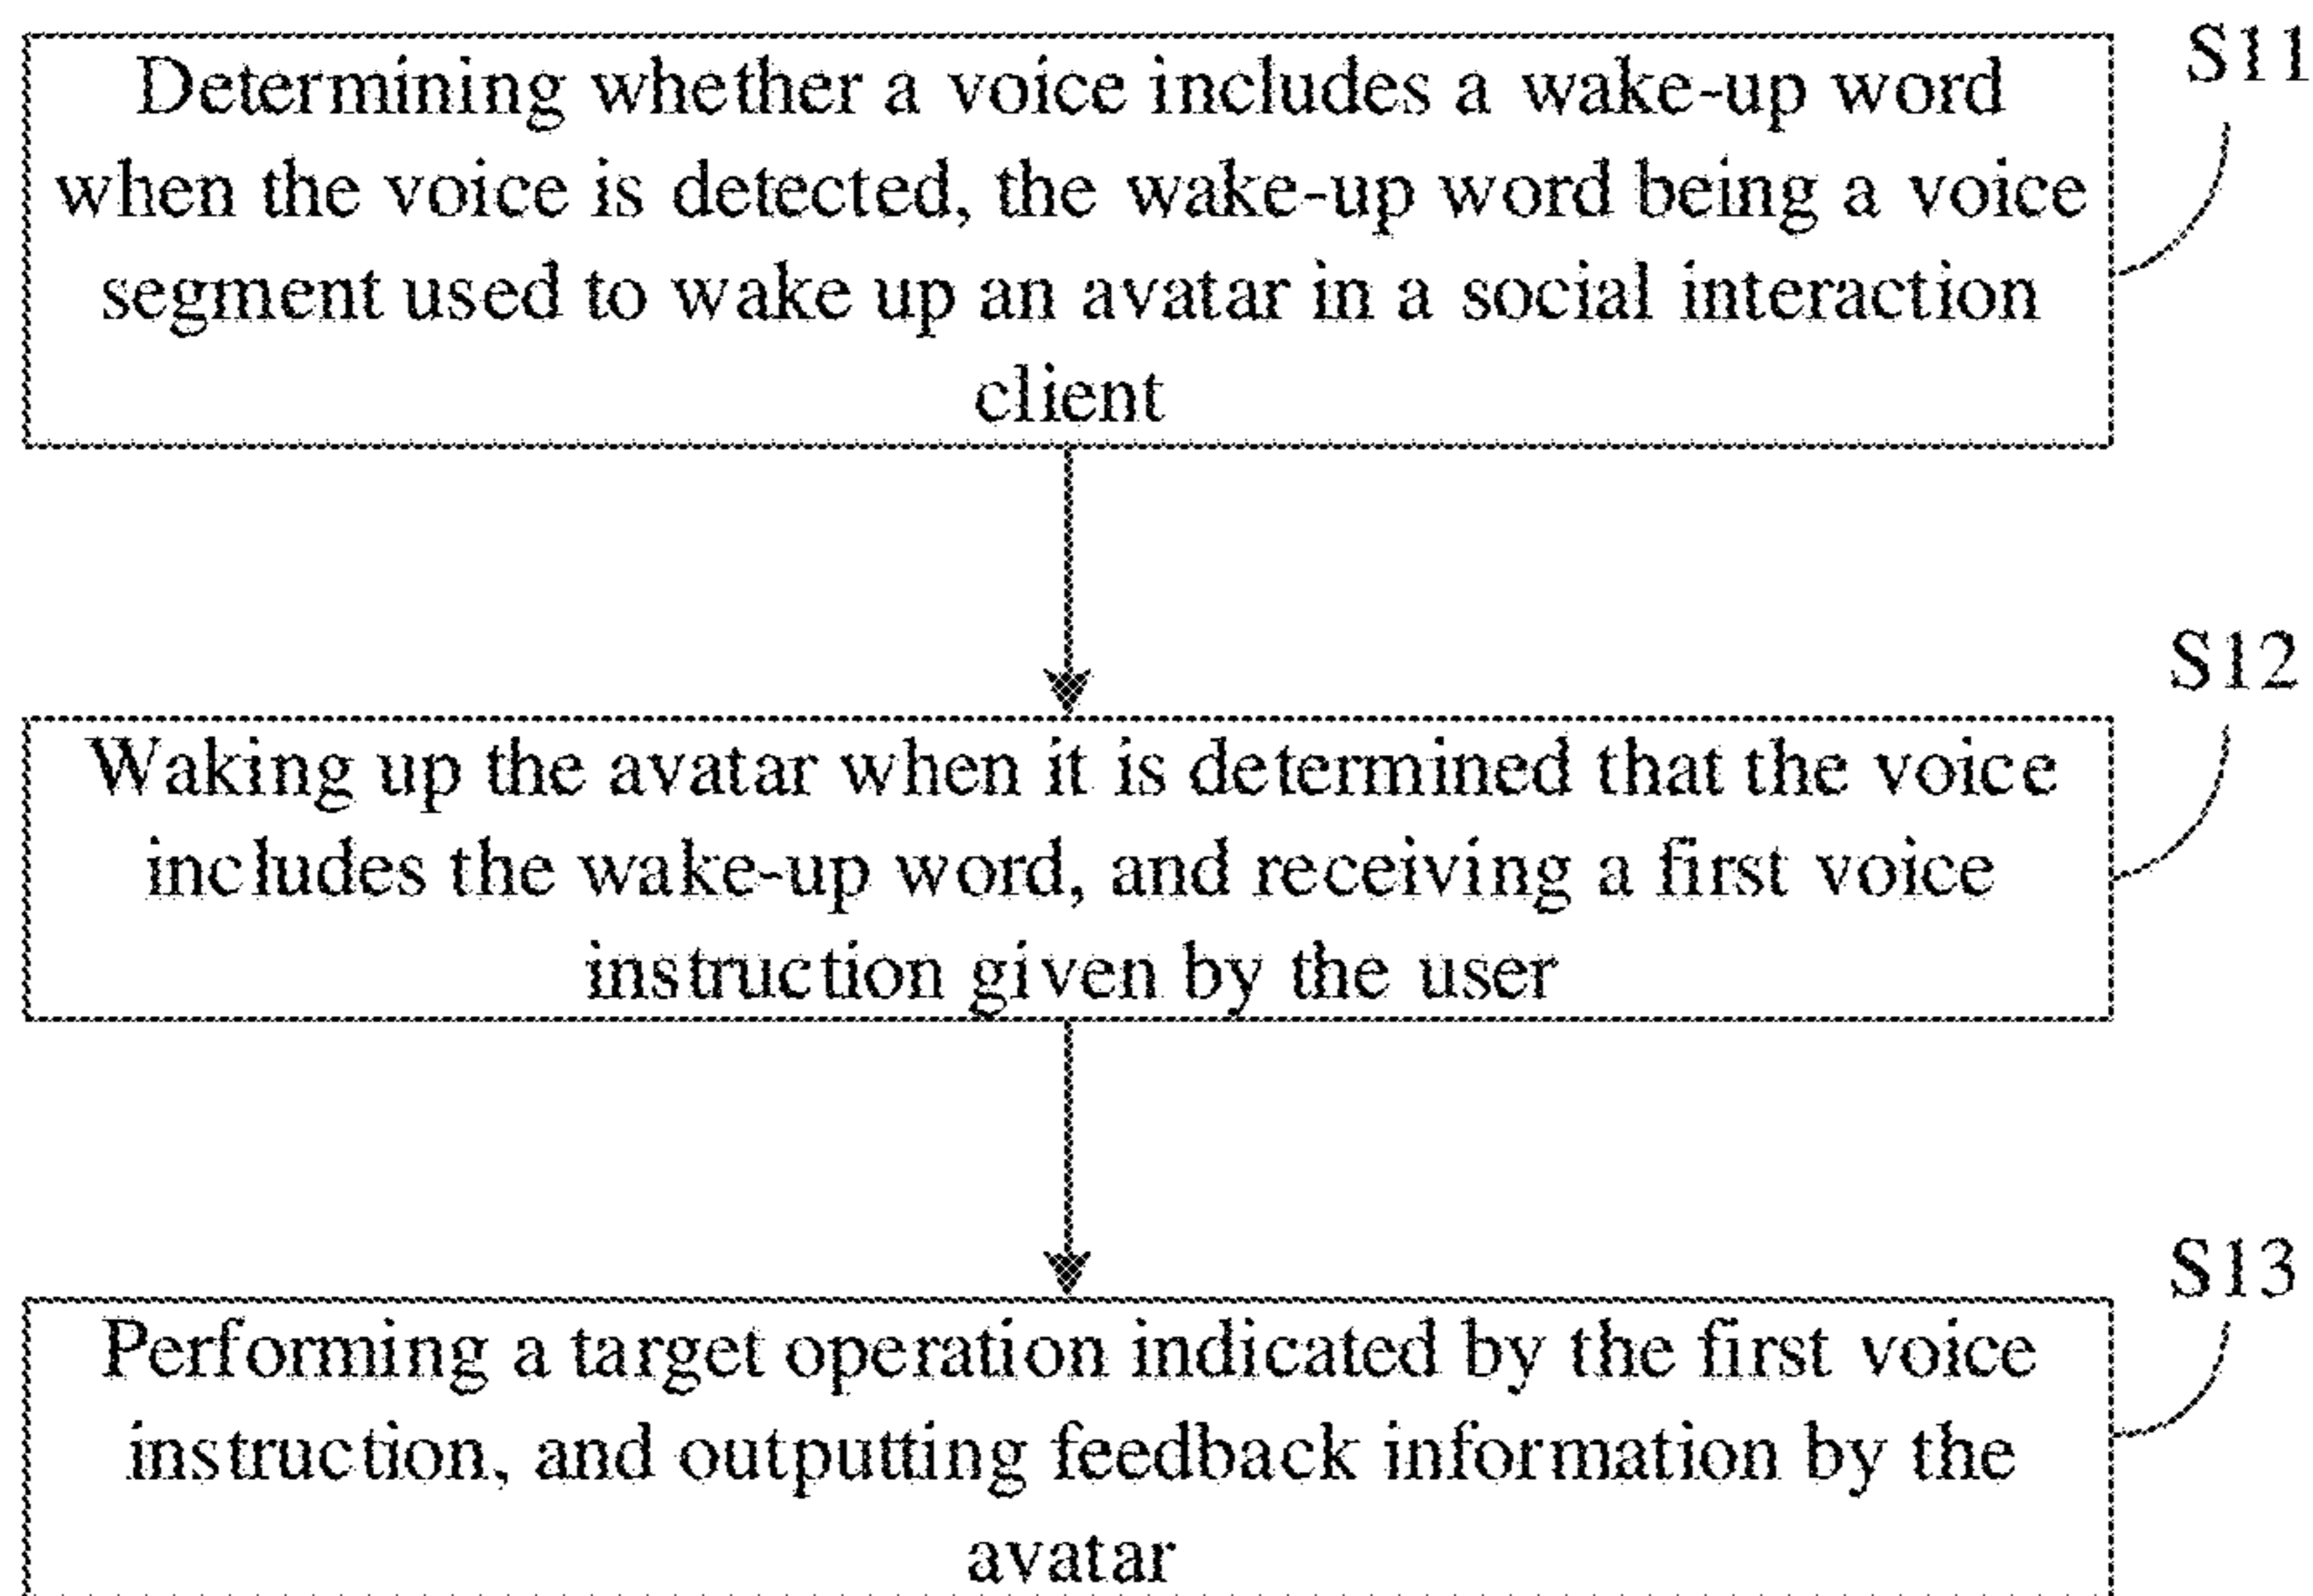 Determining whether a voice includes a wake-up word
when the voice is detected, the wake-up word being a voice
segment used to wake up an avatar in a social interaction
client
S11
Waking up the avatar when it is determined that the voice
includes the wake-up word, and receiving a first voice
instruction given by the user
S12
Performing a target operation indicated by the first voice
instruction, and outputting feedback information by the
avatar
S13